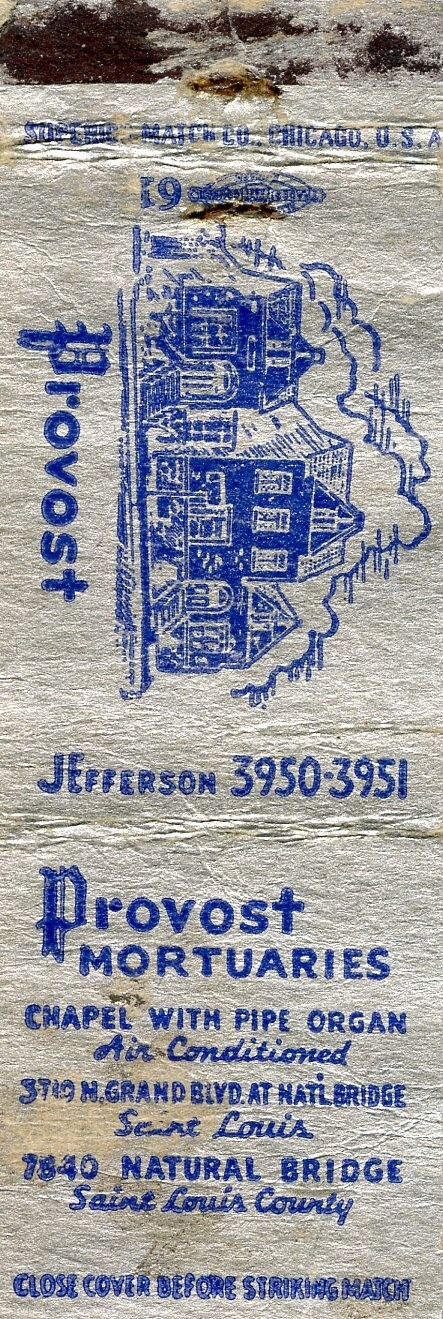 SUPERIOR MATCH CO., CHICAGO, U.S.A
19
Provost
JEFFERSON 3950-3951
Provost
MORTUARIES
CHAPEL WITH PIPE ORGAN
Air Conditioned
3719 N. GRAND BLVD. AT NAT'L BRIDGE
Saint Louis
7840 NATURAL BRIDGE
Saint Louis County
CLOSE COVER BEFORE STRIKING MATCH